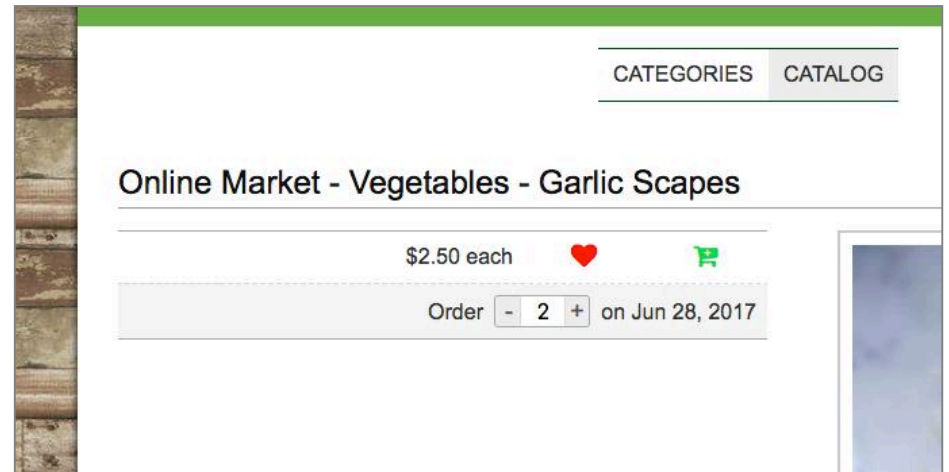 CATEGORIES CATALOG
Online Market - Vegetables - Garlic Scapes
$2.50 each
Order - 2 + on Jun 28, 2017